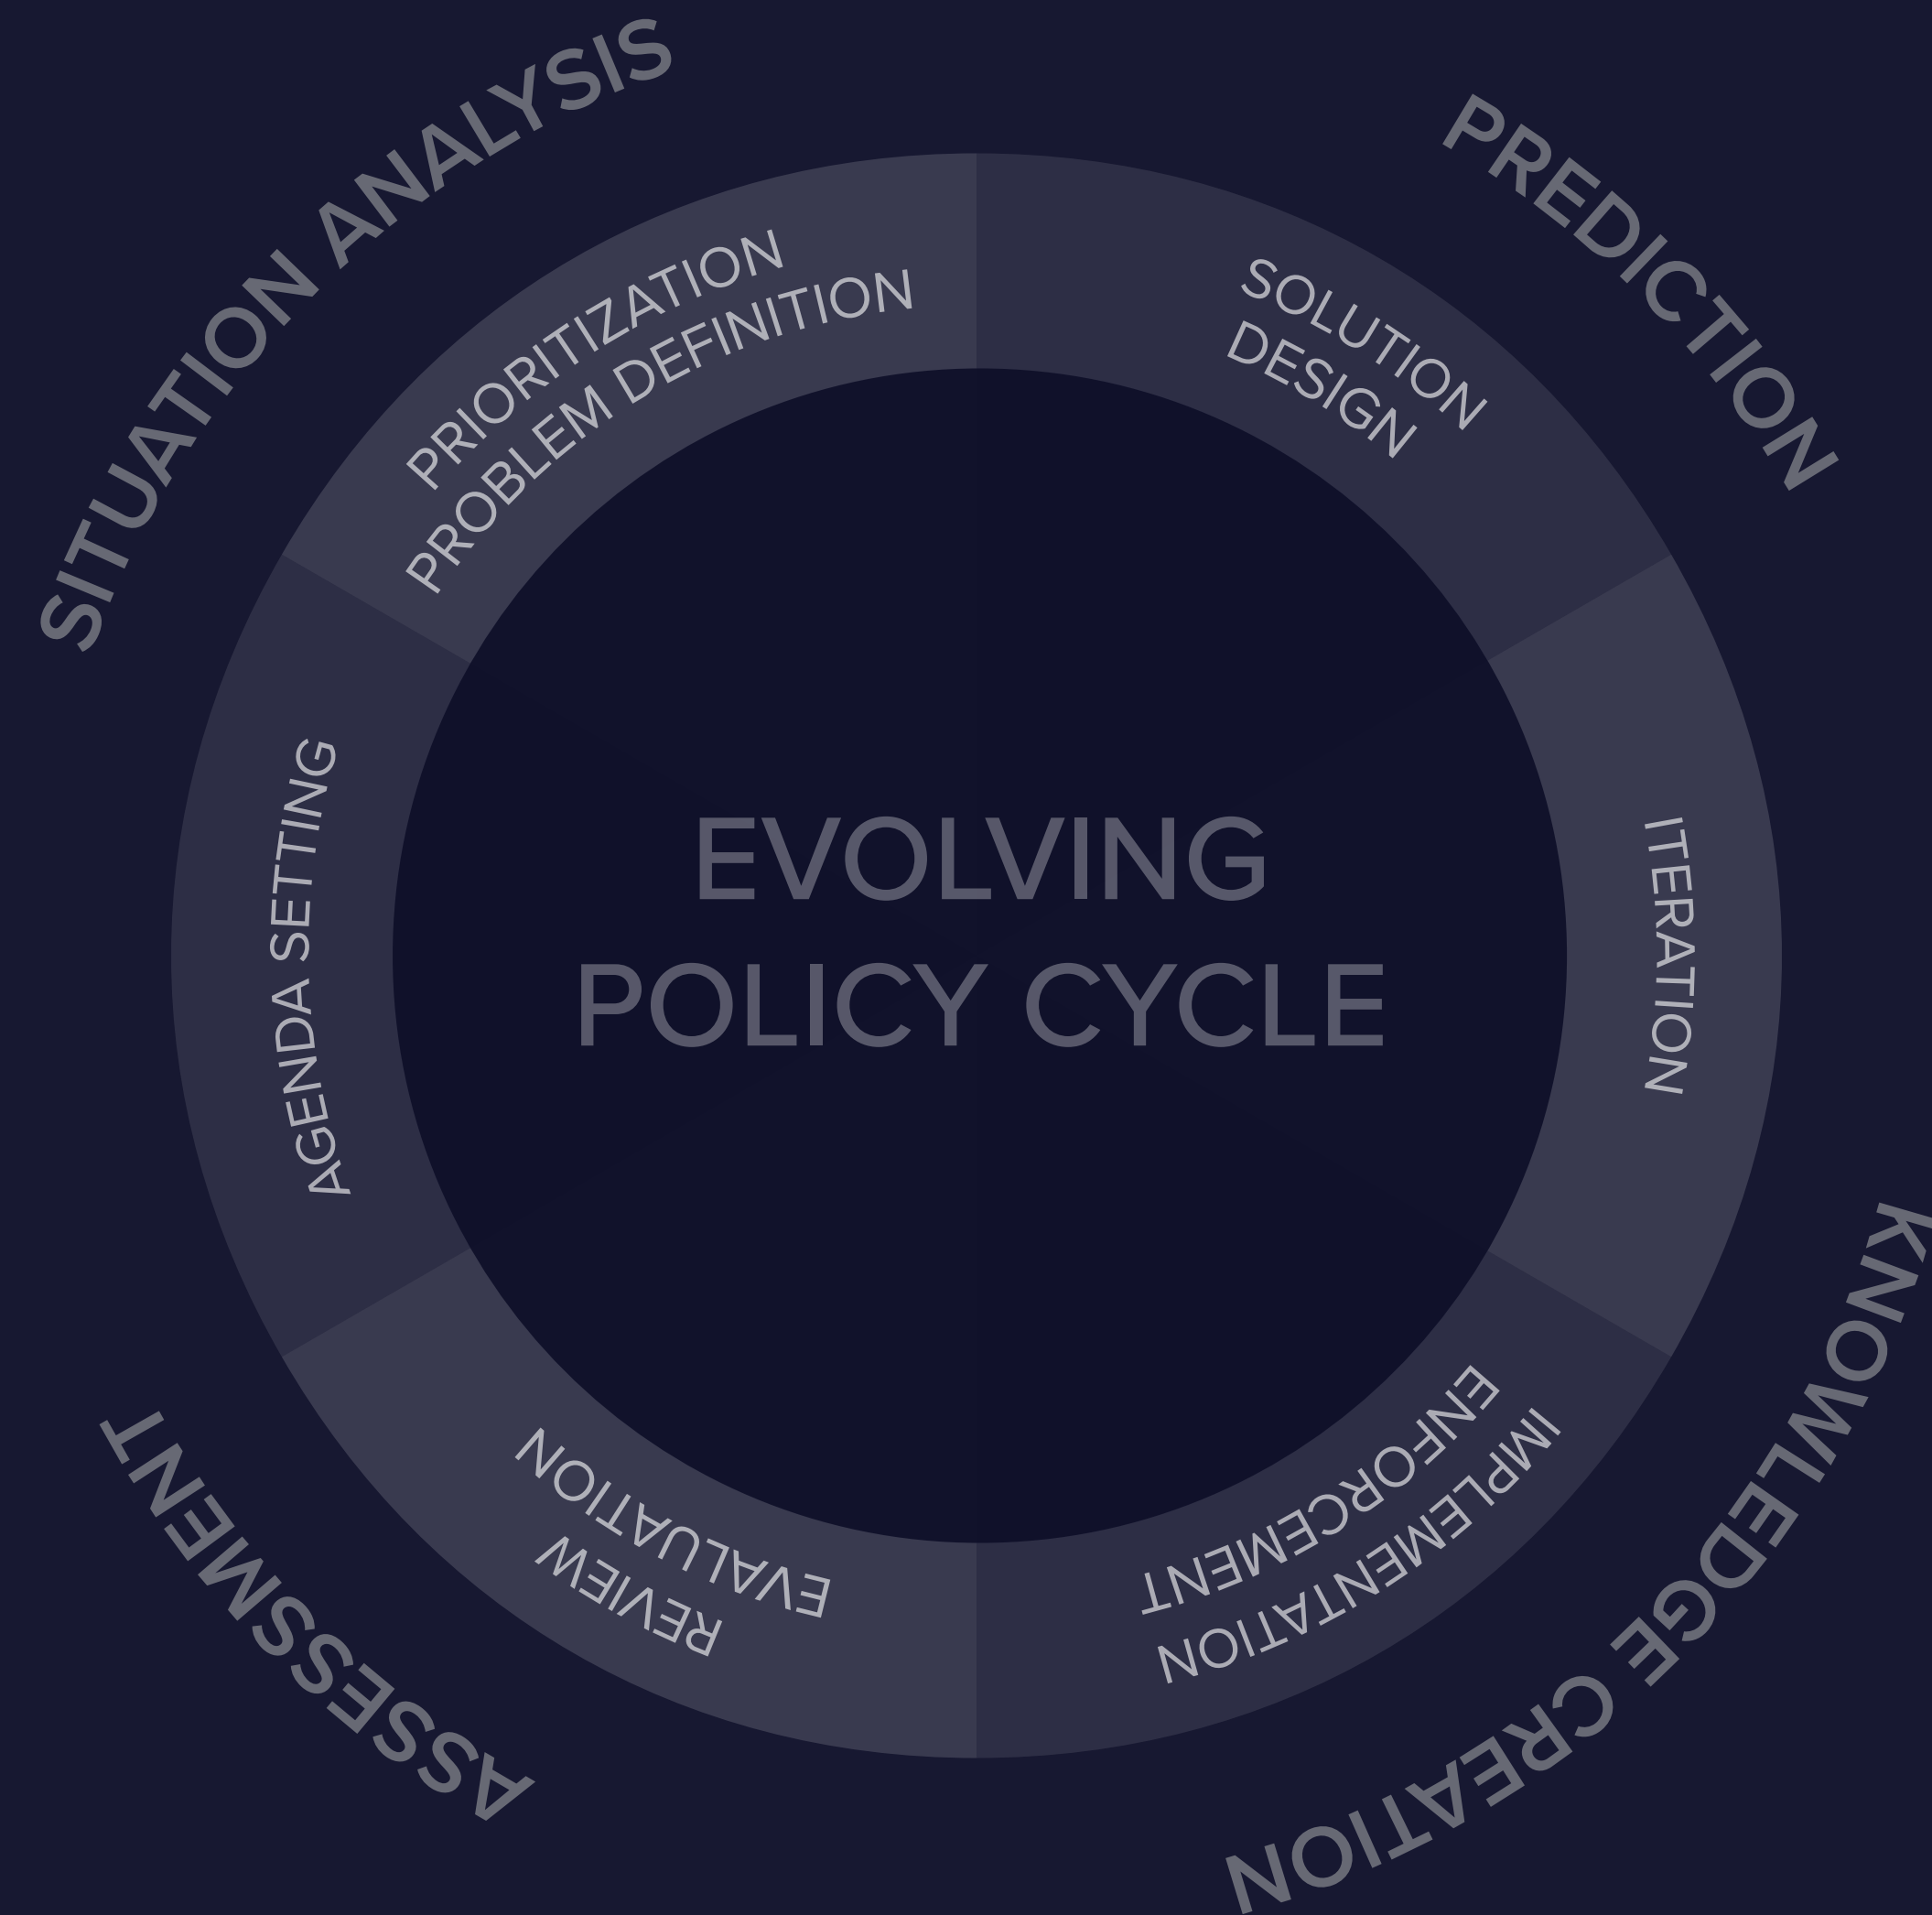 SITUATION ANALYSIS
PREDICTION
PRIORITIZATION
PROBLEM DEFINITION
SOLUTION
DESIGN
AGENDA SETTING
EVOLVING
POLICY CYCLE
ITERATION
EVALUATION
REVIEW
ENFORCEMENT
IMPLEMENTATION
ASSESSMENT
KNOWLEDGE CREATION